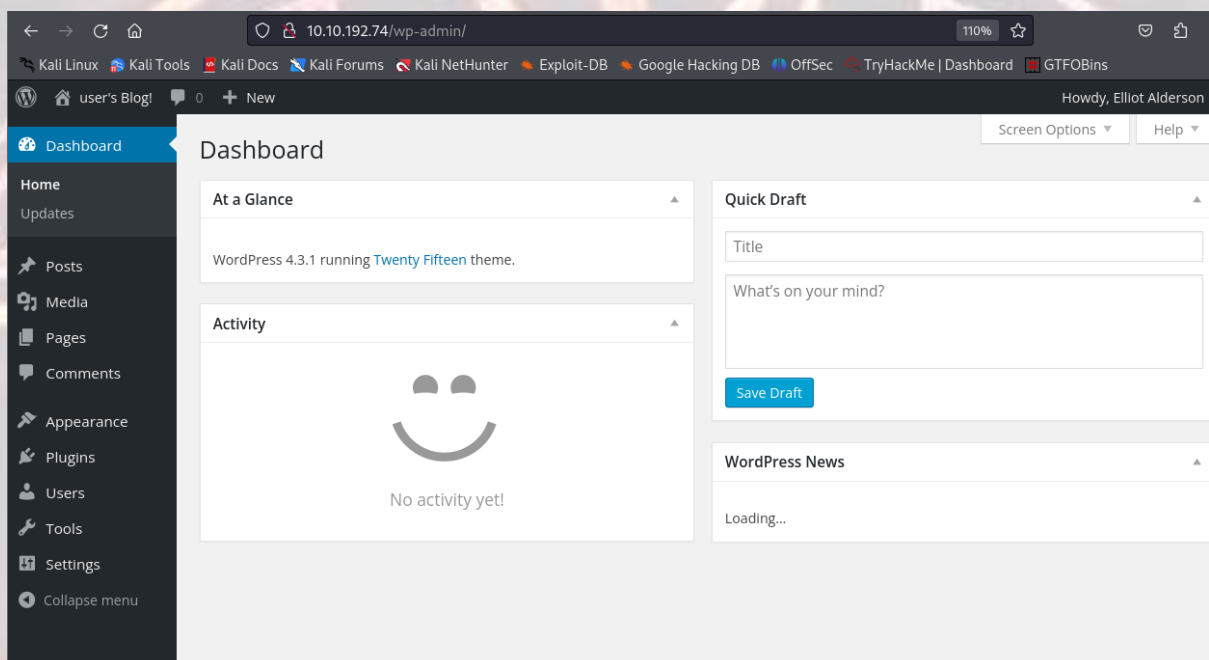 10.10.192.74/wp-admin/ 110%
Kali Linux Kali Tools Kali Docs Kali Forums Kali NetHunter Exploit-DB Google Hacking DB OffSec TryHackMe | Dashboard GTFOBins
user's Blog! 0 + New Howdy, Elliot Alderson
Screen Options Help
Dashboard
Home
Updates
Posts
Media
Pages
Comments
Appearance
Plugins
Users
Tools
Settings
Collapse menu
Dashboard
At a Glance
WordPress 4.3.1 running Twenty Fifteen theme.
Activity
No activity yet!
Quick Draft
Title
What's on your mind?
Save Draft
WordPress News
Loading...